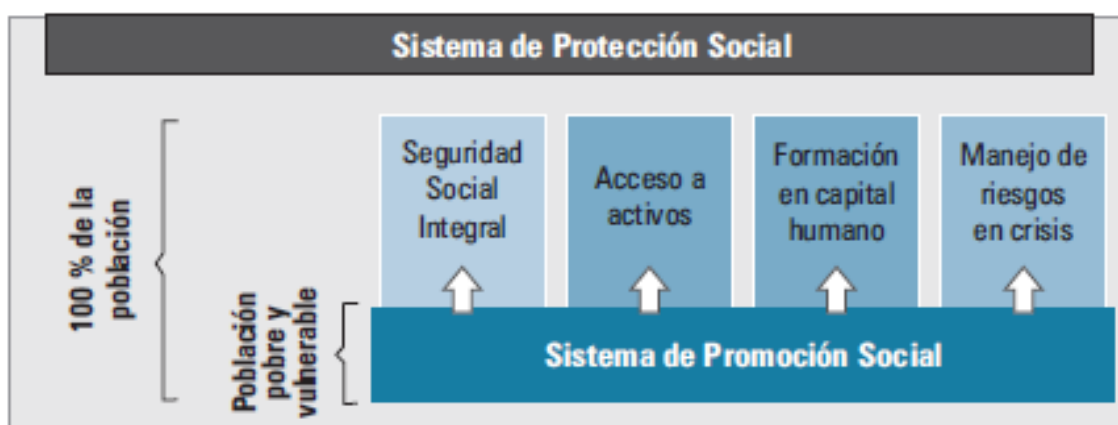 Sistema de Protección Social
100 % de la
población
Población
pobre y
vulnerable
Seguridad
Social
Integral
Acceso a
activos
Formación
en capital
humano
Manejo de
riesgos
en crisis
Sistema de Promoción Social